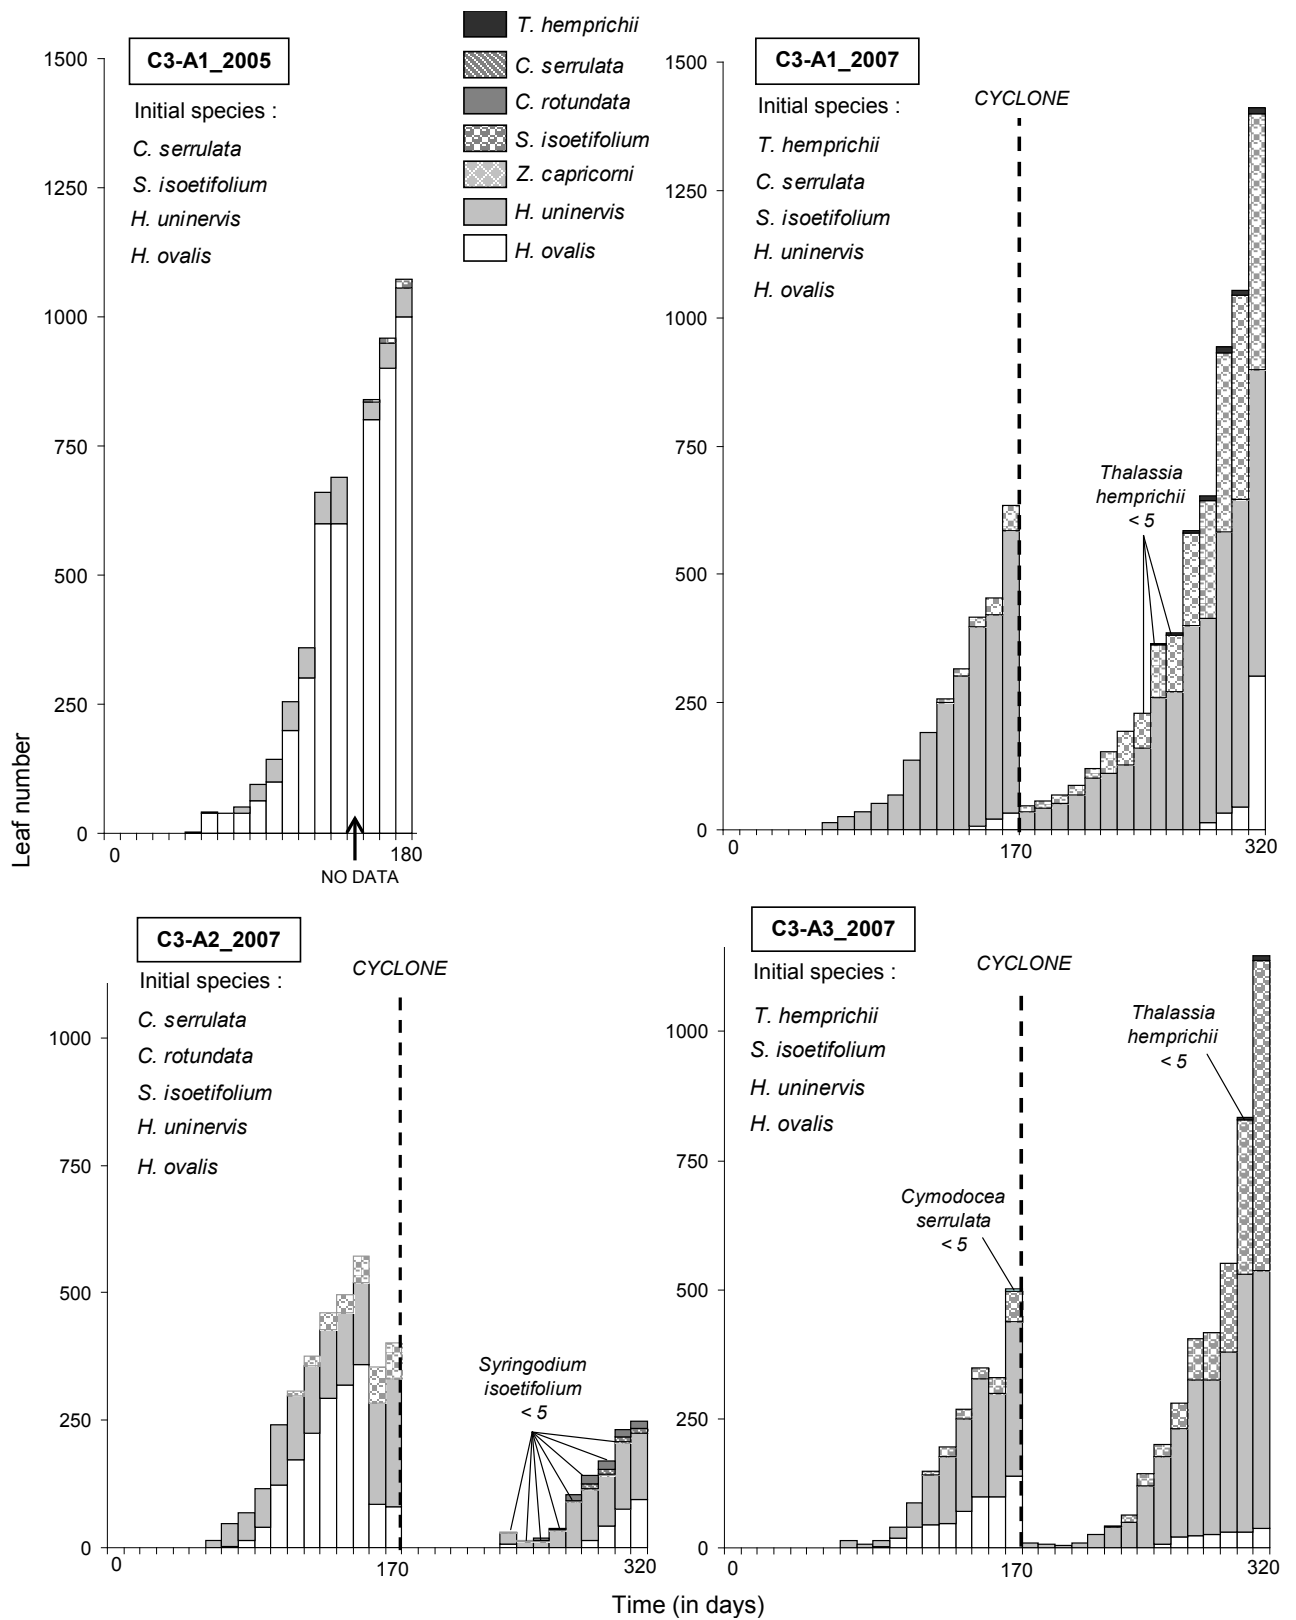 T. hemprichii
C. serrulata
C. rotundata
S. isoetifolium
Z. capricorni
H. uninervis
H. ovalis
C3-A1_2005
Initial species :
C. serrulata
S. isoetifolium
H. uninervis
H. ovalis
1500
1250
1000
750
500
250
0
0
180
NO DATA
C3-A1_2007
Initial species :
T. hemprichii
C. serrulata
S. isoetifolium
H. uninervis
H. ovalis
CYCLONE
Thalassia
hemprichii
< 5
1500
1250
1000
750
500
250
0
0
170
320
Leaf number
C3-A2_2007
Initial species :
C. serrulata
C. rotundata
S. isoetifolium
H. uninervis
H. ovalis
CYCLONE
Syringodium
isoetifolium
< 5
1000
750
500
250
0
0
170
320
C3-A3_2007
Initial species :
T. hemprichii
S. isoetifolium
H. uninervis
H. ovalis
CYCLONE
Thalassia
hemprichii
< 5
Cymodocea
serrulata
< 5
1000
750
500
250
0
0
170
320
Time (in days)